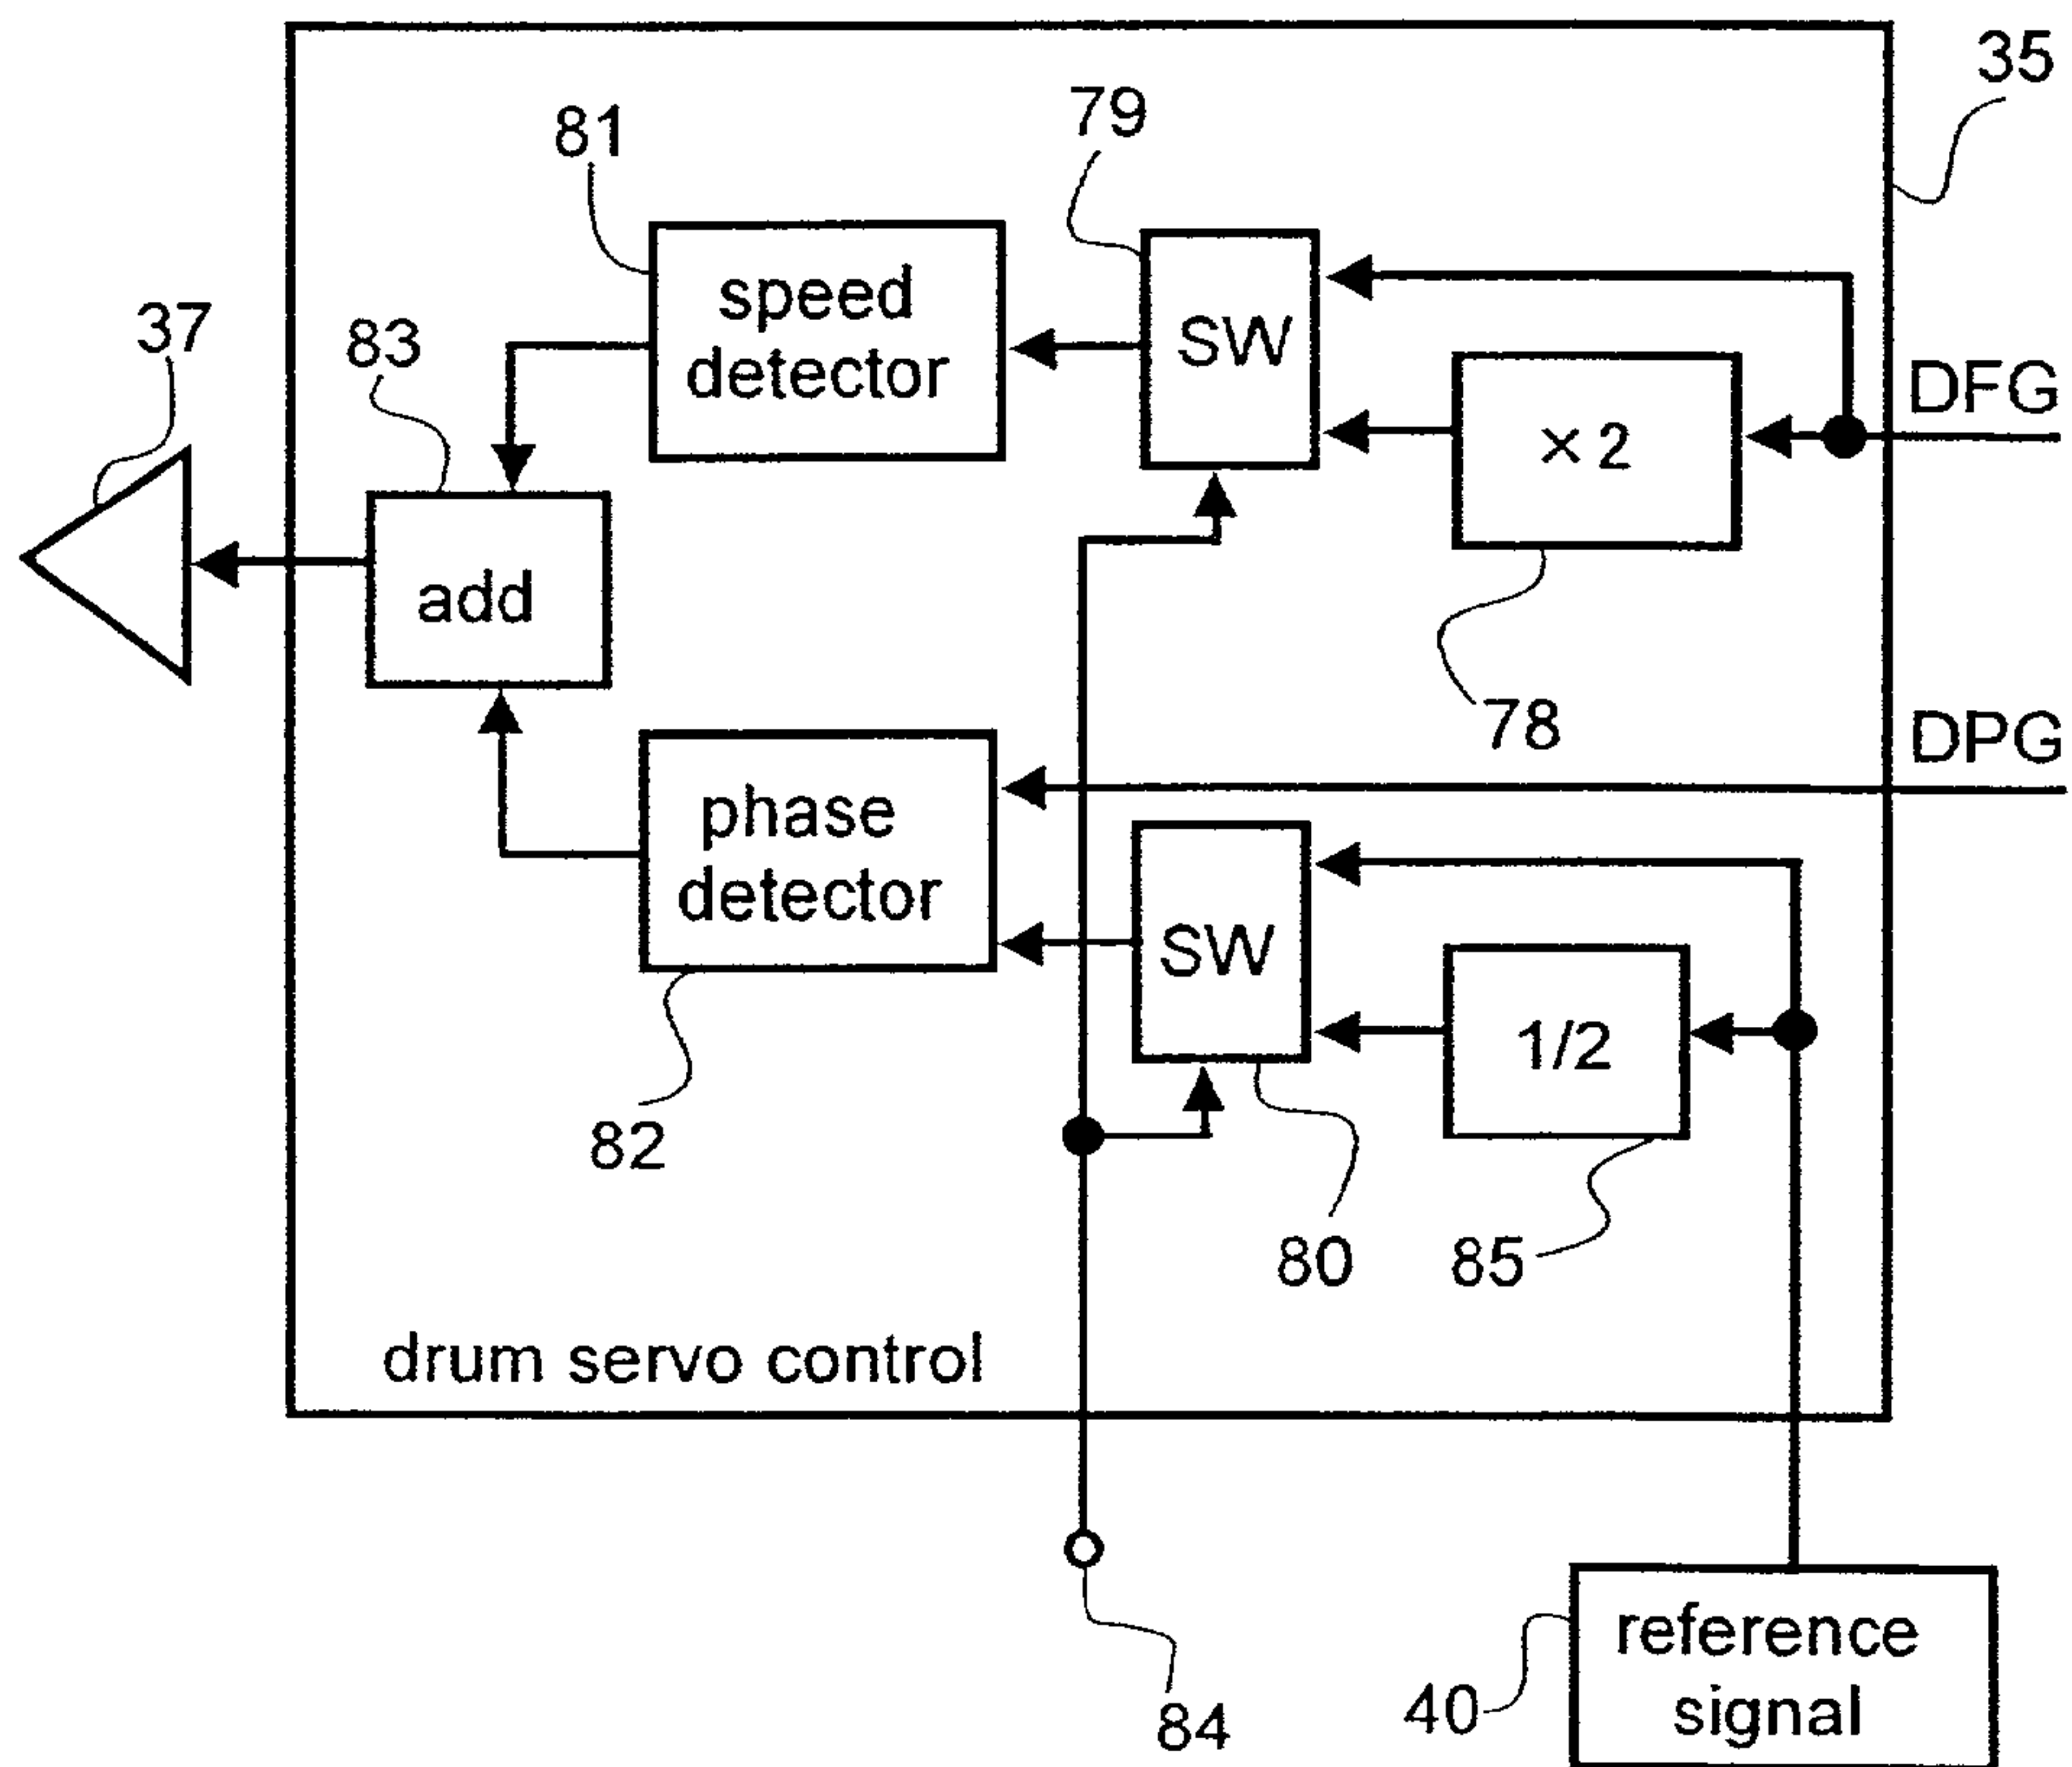 35
79
81
speed
detector
SW
37
83
DFG
× 2
add
78
DPG
phase
detector
SW
1/2
82
80
85
drum servo control
reference
signal
40
84